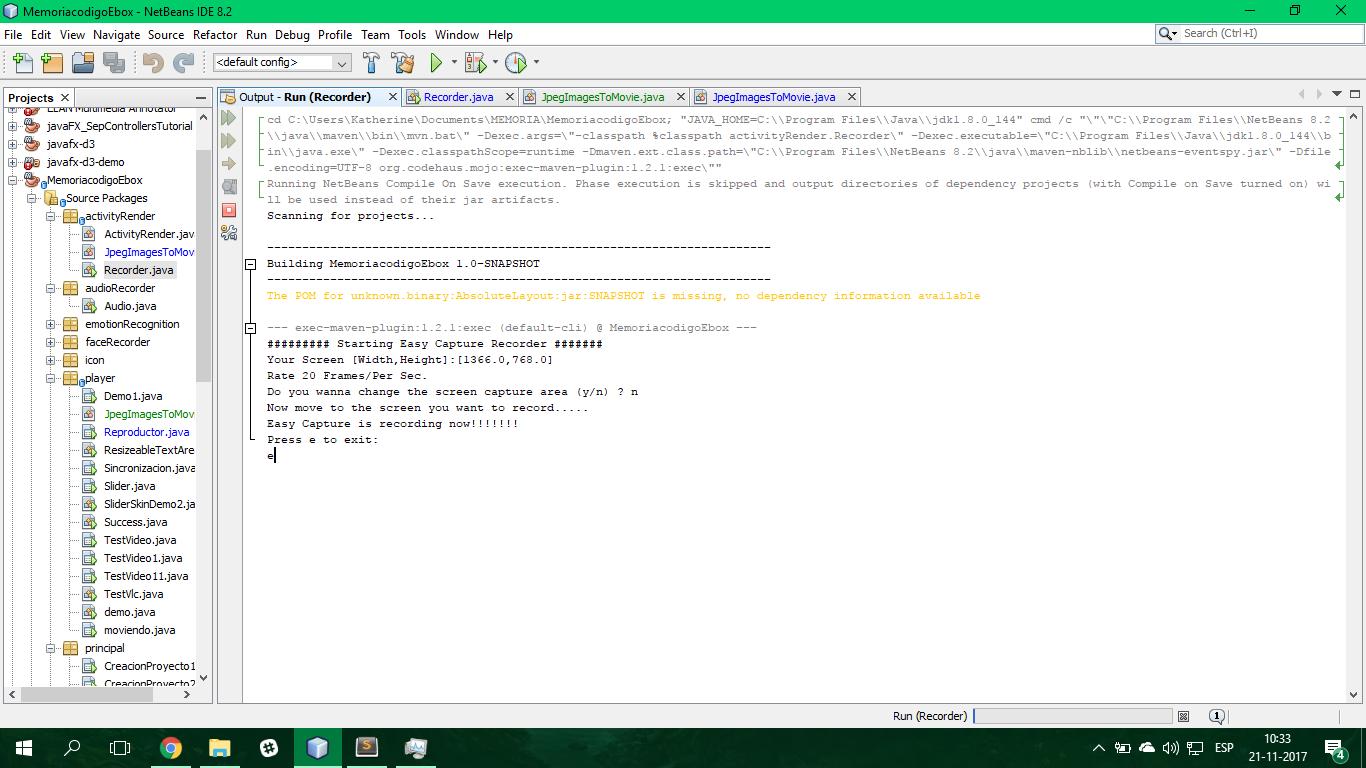 MemoriacodigoEbox - NetBeans IDE 8.2
File Edit View Navigate Source Refactor Run Debug Profile Team Tools Window Help
Search (Ctrl+I)
<default config>
Projects
LEAN Multimedia Annotator
javaFX_SepControllersTutorial
javafx-d3
javafx-d3-demo
MemoriacodigoEbox
Source Packages
activityRender
ActivityRender.jav
JpegImagesToMov
Recorder.java
audioRecorder
Audio.java
emotionRecognition
faceRecorder
icon
player
Demo1.java
JpegImagesToMov
Reproductor.java
ResizeableTextAre
Sincronizacion.java
Slider.java
SliderSkinDemo2.ja
Success.java
TestVideo.java
TestVideo1.java
TestVideo11.java
TestVlc.java
demo.java
moviendo.java
principal
CreacionProyecto1
CreacionProyecto2
Output - Run (Recorder) Recorder.java JpegImagesToMovie.java JpegImagesToMovie.java
cd C:\Users\Katherine\Documents\MEMORIA\MemoriacodigoEbox; "JAVA_HOME=C:\\Program Files\\Java\\jdk1.8.0_144" cmd /c "\"\"C:\\Program Files\\NetBeans 8.2
\\java\\maven\\bin\\mvn.bat\" -Dexec.args=\"-classpath %classpath activityRender.Recorder\" -Dexec.executable=\"C:\\Program Files\\Java\\jdk1.8.0_144\\b
in\\java.exe\" -Dexec.classpathScope=runtime -Dmaven.ext.class.path=\"C:\\Program Files\\NetBeans 8.2\\java\\maven-nblib\\netbeans-eventspy.jar\" -Dfile
.encoding=UTF-8 org.codehaus.mojo:exec-maven-plugin:1.2.1:exec\""
Running NetBeans Compile On Save execution. Phase execution is skipped and output directories of dependency projects (with Compile on Save turned on) wi
ll be used instead of their jar artifacts.
Scanning for projects...
------------------------------------------------------------------------
Building MemoriacodigoEbox 1.0-SNAPSHOT
------------------------------------------------------------------------
The POM for unknown.binary:AbsoluteLayout:jar:SNAPSHOT is missing, no dependency information available
--- exec-maven-plugin:1.2.1:exec (default-cli) @ MemoriacodigoEbox ---
######### Starting Easy Capture Recorder #######
Your Screen [Width,Height]:[1366.0,768.0]
Rate 20 Frames/Per Sec.
Do you wanna change the screen capture area (y/n) ? n
Now move to the screen you want to record.....
Easy Capture is recording now!!!!!!!
Press e to exit:
e
Run (Recorder)
1
ESP
10:33
21-11-2017
4